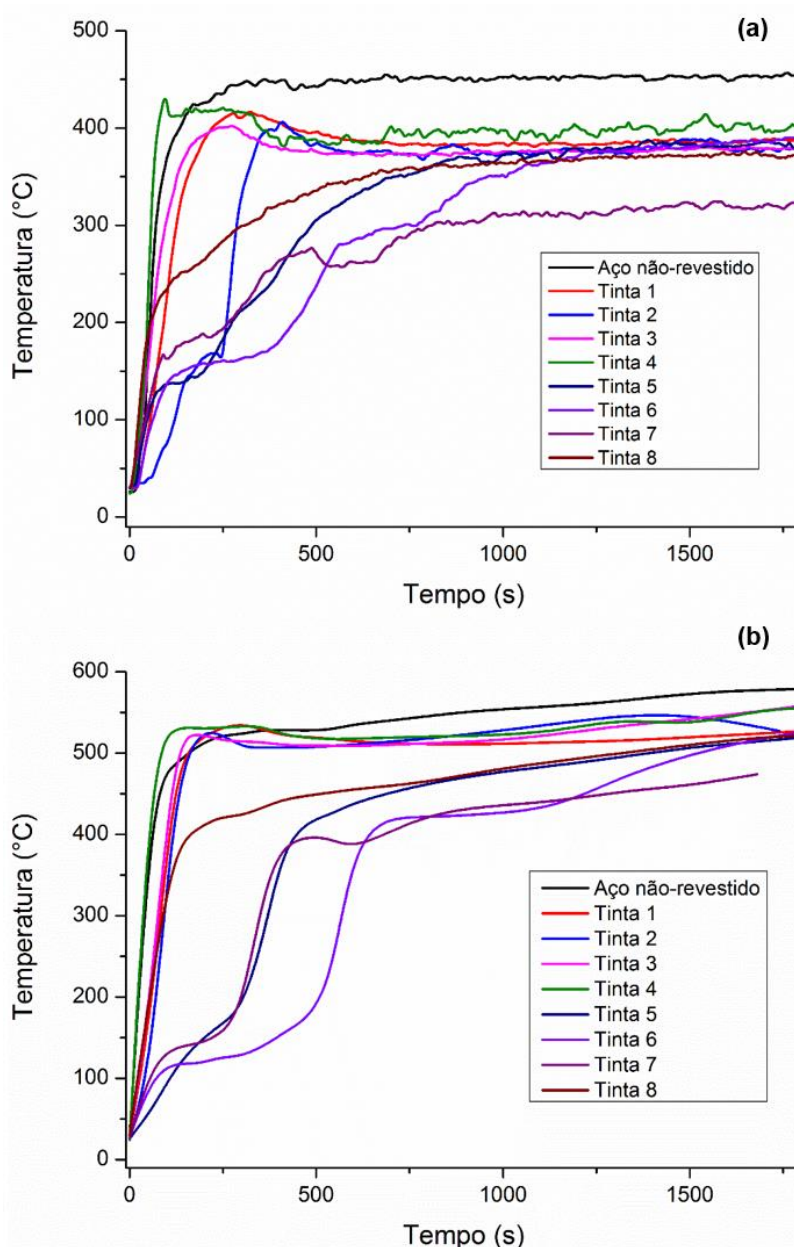 (a)
500
400
300
200
100
0
Temperatura (°C)
Aço não-revestido
Tinta 1
Tinta 2
Tinta 3
Tinta 4
Tinta 5
Tinta 6
Tinta 7
Tinta 8
0
500
1000
1500
Tempo (s)
(b)
600
500
400
300
200
100
0
Temperatura (°C)
Aço não-revestido
Tinta 1
Tinta 2
Tinta 3
Tinta 4
Tinta 5
Tinta 6
Tinta 7
Tinta 8
0
500
1000
1500
Tempo (s)